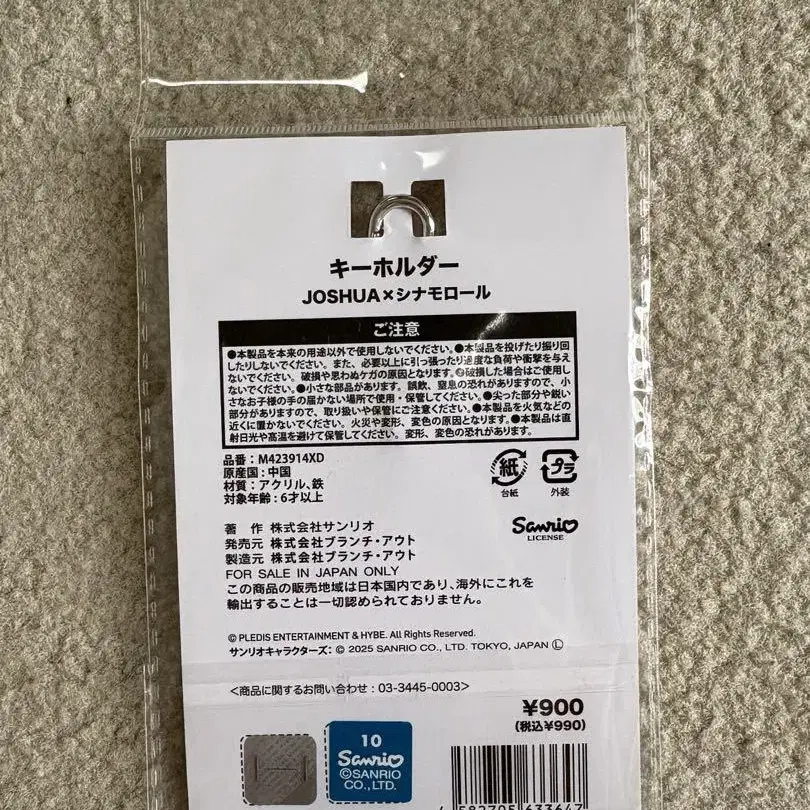 キーホルダー
JOSHUA×シナモロール
ご注意
●本製品を本来の用途以外で使用しないでください。●本製品を投げたり振り回
したりしないでください。また、必要以上に引っ張ったり過度な負荷や衝撃を与え
ないでください。破損や思わぬケガの原因となります。●破損した場合はご使用し
ないでください。●小さな部品があります。誤飲、窒息の恐れがありますので、小
さなお子様の手の届かない場所で使用・保管してください。●尖った部分や鋭い
部分がありますので、取り扱いや保管にご注意ください。●本製品を火気などの
近くに置かないでください。火災や変形、変色の原因となります。●本製品は直
射日光や高温を避けて保管してください。変形、変色の恐れがあります。
品番:M423914XD
原産国:中国
材質:アクリル、鉄
対象年齢:6才以上
紙
台紙
プラ
外装
著 作 株式会社サンリオ
発売元 株式会社ブランチ・アウト
製造元 株式会社ブランチ・アウト
Sanrio
LICENSE
FOR SALE IN JAPAN ONLY
この商品の販売地域は日本国内であり、海外にこれを
輸出することは一切認められておりません。
© PLEDIS ENTERTAINMENT & HYBE. All Rights Reserved.
サンリオキャラクターズ: © 2025 SANRIO CO., LTD. TOKYO, JAPAN Ⓛ
<商品に関するお問い合わせ:03-3445-0003>
¥900
(税込¥990)
10
Sanrio
©SANRIO
CO., LTD.
4 582705 633647